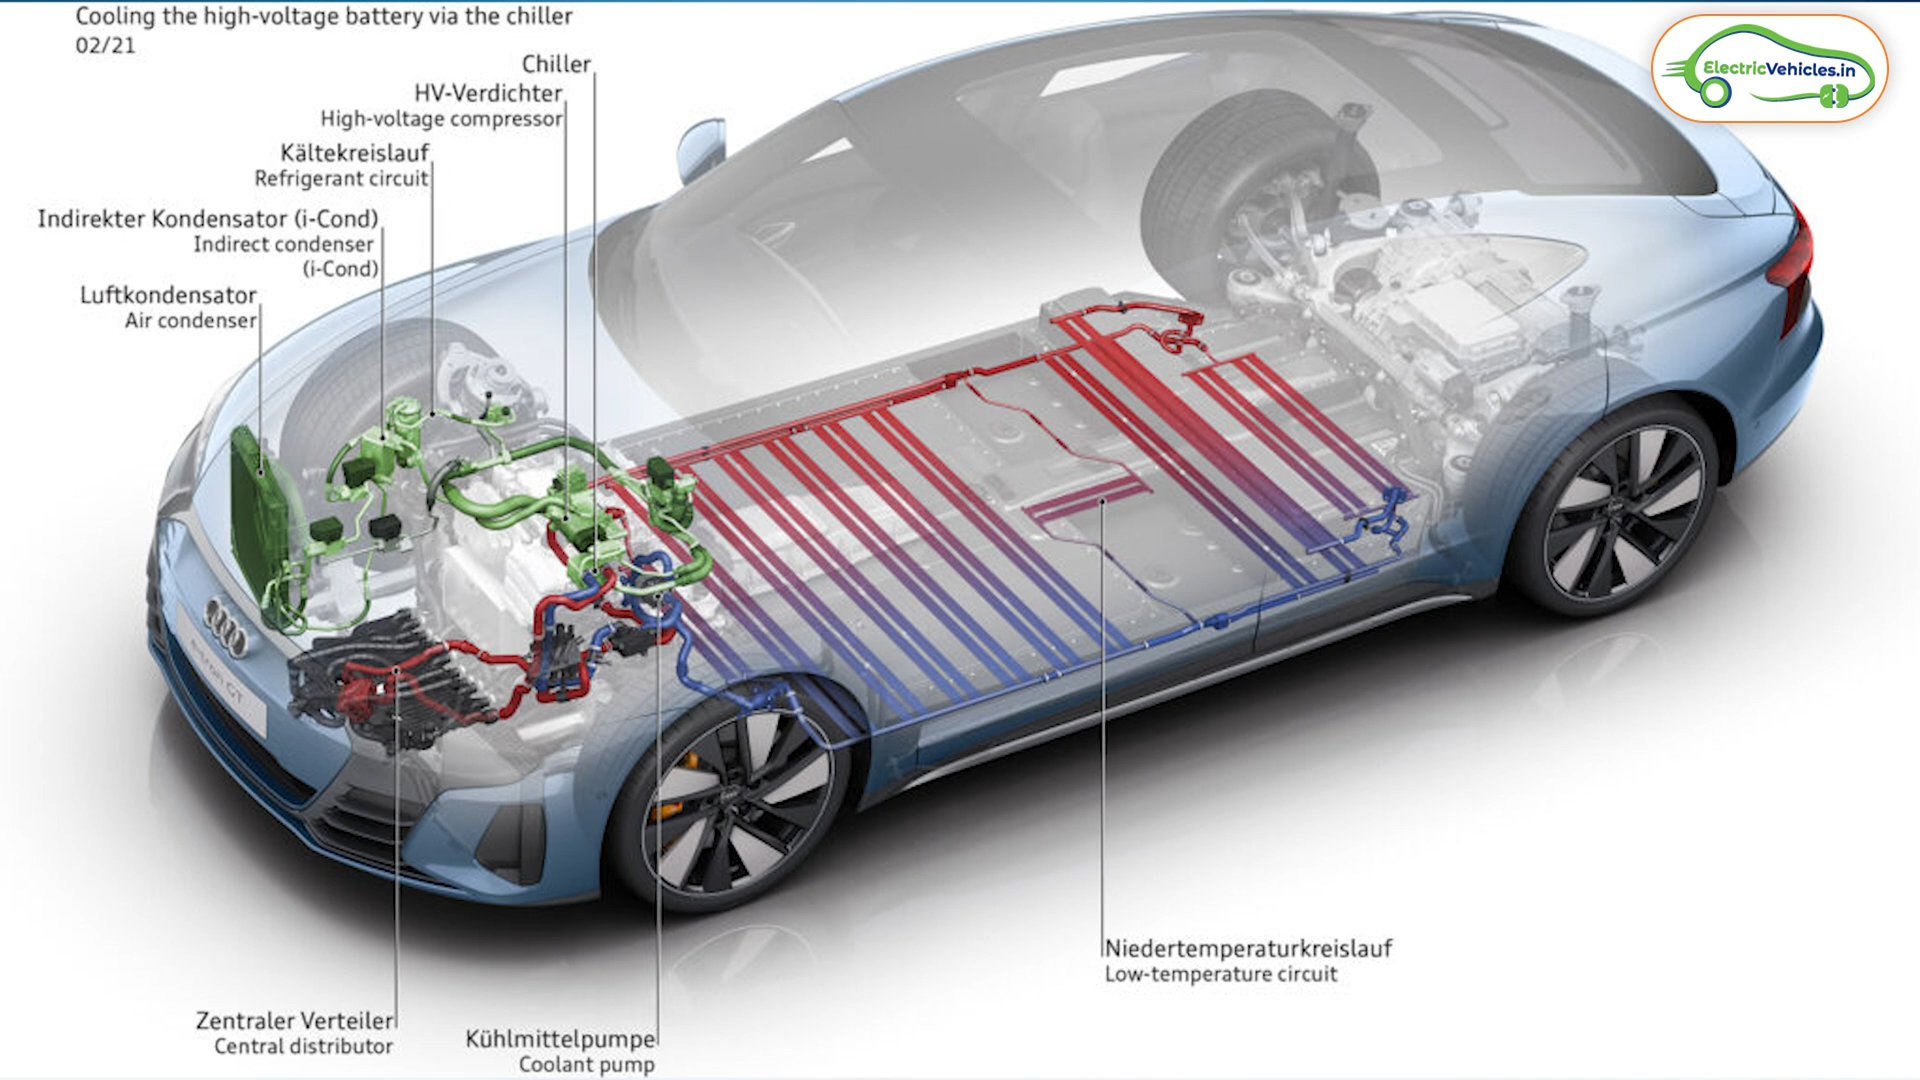 Cooling the high-voltage battery via the chiller
02/21
ElectricVehicles.in
Chiller
HV-Verdichter
High-voltage compressor
Kältekreislauf
Refrigerant circuit
Indirekter Kondensator (i-Cond)
Indirect condenser
(i-Cond)
Luftkondensator
Air condenser
e-tron GT
Niedertemperaturkreislauf
Low-temperature circuit
Zentraler Verteiler
Central distributor
Kühlmittelpumpe
Coolant pump